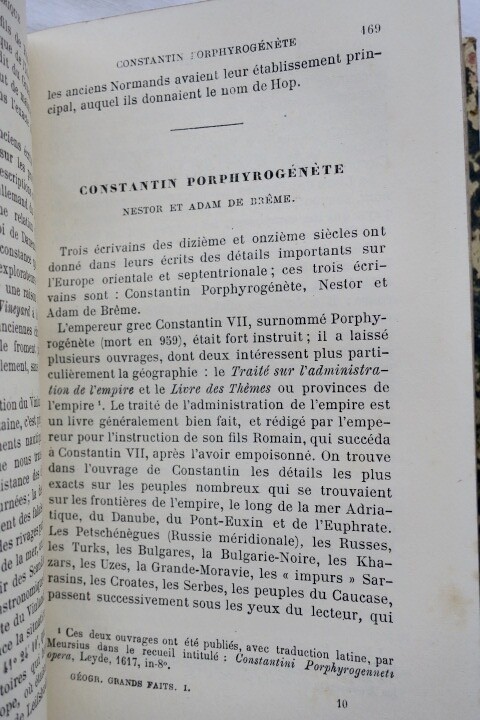 CONSTANTIN PORPHYROGÉNÈTE
169
les anciens Normands avaient leur établissement prin-
cipal, auquel ils donnaient le nom de Hop.
CONSTANTIN PORPHYROGÉNÈTE
NESTOR ET ADAM DE BRÊME.
Trois écrivains des dizième et onzième siècles ont
donné dans leurs écrits des détails importants sur
l'Europe orientale et septentrionale ; ces trois écri-
vains sont : Constantin Porphyrogénète, Nestor et
Adam de Brême.
L'empereur grec Constantin VII, surnommé Porphy-
rogénète (mort en 959), était fort instruit ; il a laissé
plusieurs ouvrages, dont deux intéressent plus parti-
culièrement la géographie : le Traité sur l'administra-
tion de l'empire et le Livre des Thèmes ou provinces de
l'empire ¹. Le traité de l'administration de l'empire est
un livre généralement bien fait, et rédigé par l'empe-
reur pour l'instruction de son fils Romain, qui succéda
à Constantin VII, après l'avoir empoisonné. On trouve
dans l'ouvrage de Constantin les détails les plus
exacts sur les peuples nombreux qui se trouvaient
sur les frontières de l'empire, le long de la mer Adria-
tique, du Danube, du Pont-Euxin et de l'Euphrate.
Les Petschénègues (Russie méridionale), les Russes,
les Turks, les Bulgares, la Bulgarie-Noire, les Kha-
zars, les Uzes, la Grande-Moravie, les « impurs » Sar-
rasins, les Croates, les Serbes, les peuples du Caucase,
passent successivement sous les yeux du lecteur, qui
¹ Ces deux ouvrages ont été publiés, avec traduction latine, par
Meursius dans le recueil intitulé : Constantini Porphyrogenneti
opera, Leyde, 1617, in-8º.
GÉOGR. GRANDS FAITS. I.
10